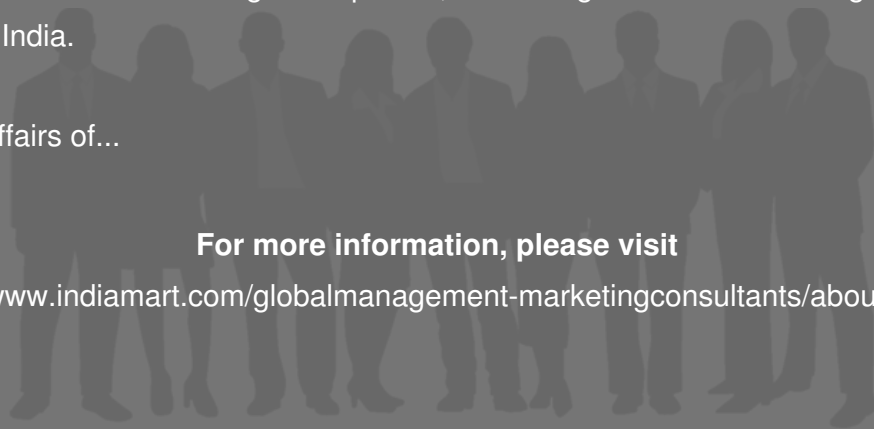 India.
ffairs of...
For more information, please visit
www.indiamart.com/globalmanagement-marketingconsultants/abou